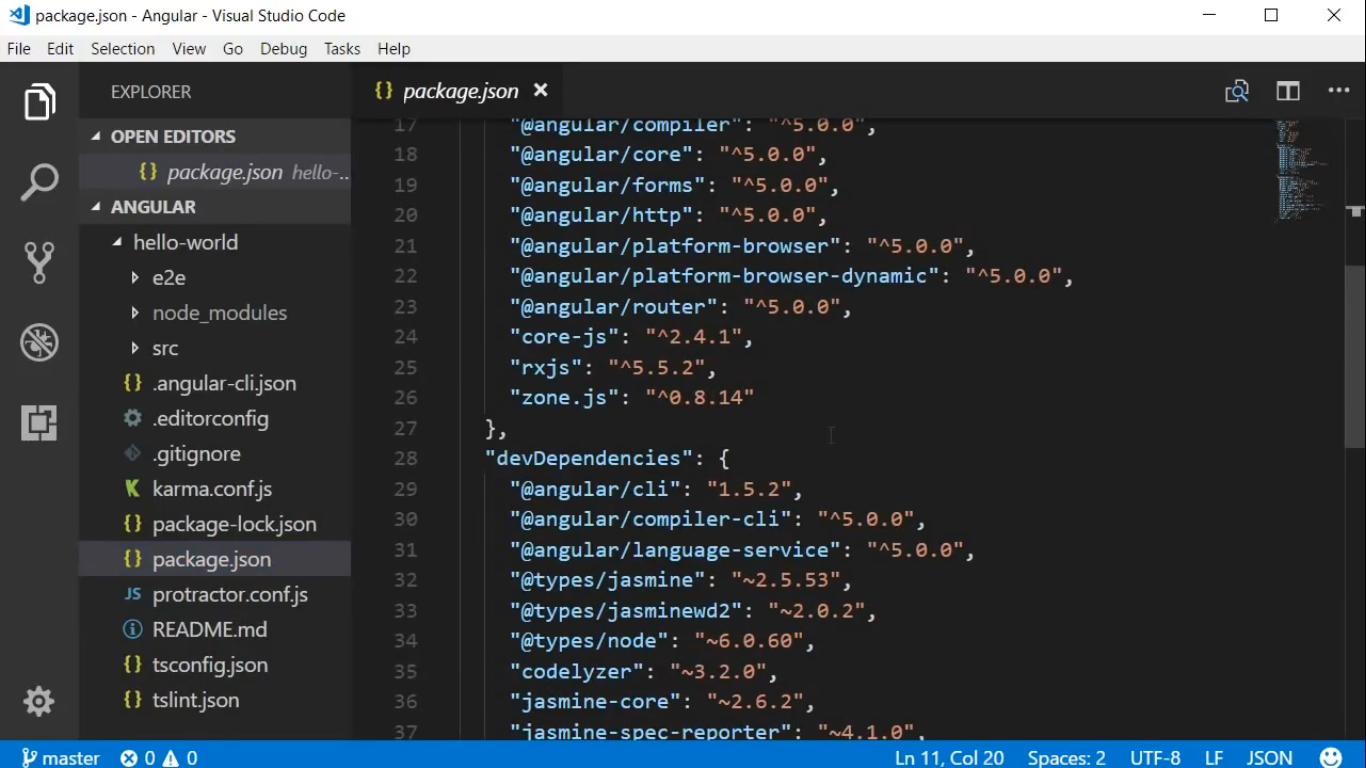 package.json - Angular - Visual Studio Code
File Edit Selection View Go Debug Tasks Help
EXPLORER
OPEN EDITORS
{} package.json hello-...
ANGULAR
hello-world
e2e
node_modules
src
{} .angular-cli.json
.editorconfig
.gitignore
K karma.conf.js
{} package-lock.json
{} package.json
JS protractor.conf.js
README.md
{} tsconfig.json
{} tslint.json
{} package.json
17 "@angular/compiler": "^5.0.0",
18 "@angular/core": "^5.0.0",
19 "@angular/forms": "^5.0.0",
20 "@angular/http": "^5.0.0",
21 "@angular/platform-browser": "^5.0.0",
22 "@angular/platform-browser-dynamic": "^5.0.0",
23 "@angular/router": "^5.0.0",
24 "core-js": "^2.4.1",
25 "rxjs": "^5.5.2",
26 "zone.js": "^0.8.14"
27 },
28 "devDependencies": {
29 "@angular/cli": "1.5.2",
30 "@angular/compiler-cli": "^5.0.0",
31 "@angular/language-service": "^5.0.0",
32 "@types/jasmine": "~2.5.53",
33 "@types/jasminewd2": "~2.0.2",
34 "@types/node": "~6.0.60",
35 "codelyzer": "~3.2.0",
36 "jasmine-core": "~2.6.2",
37 "jasmine-spec-reporter": "~4.1.0",
master 0 0 Ln 11, Col 20 Spaces: 2 UTF-8 LF JSON